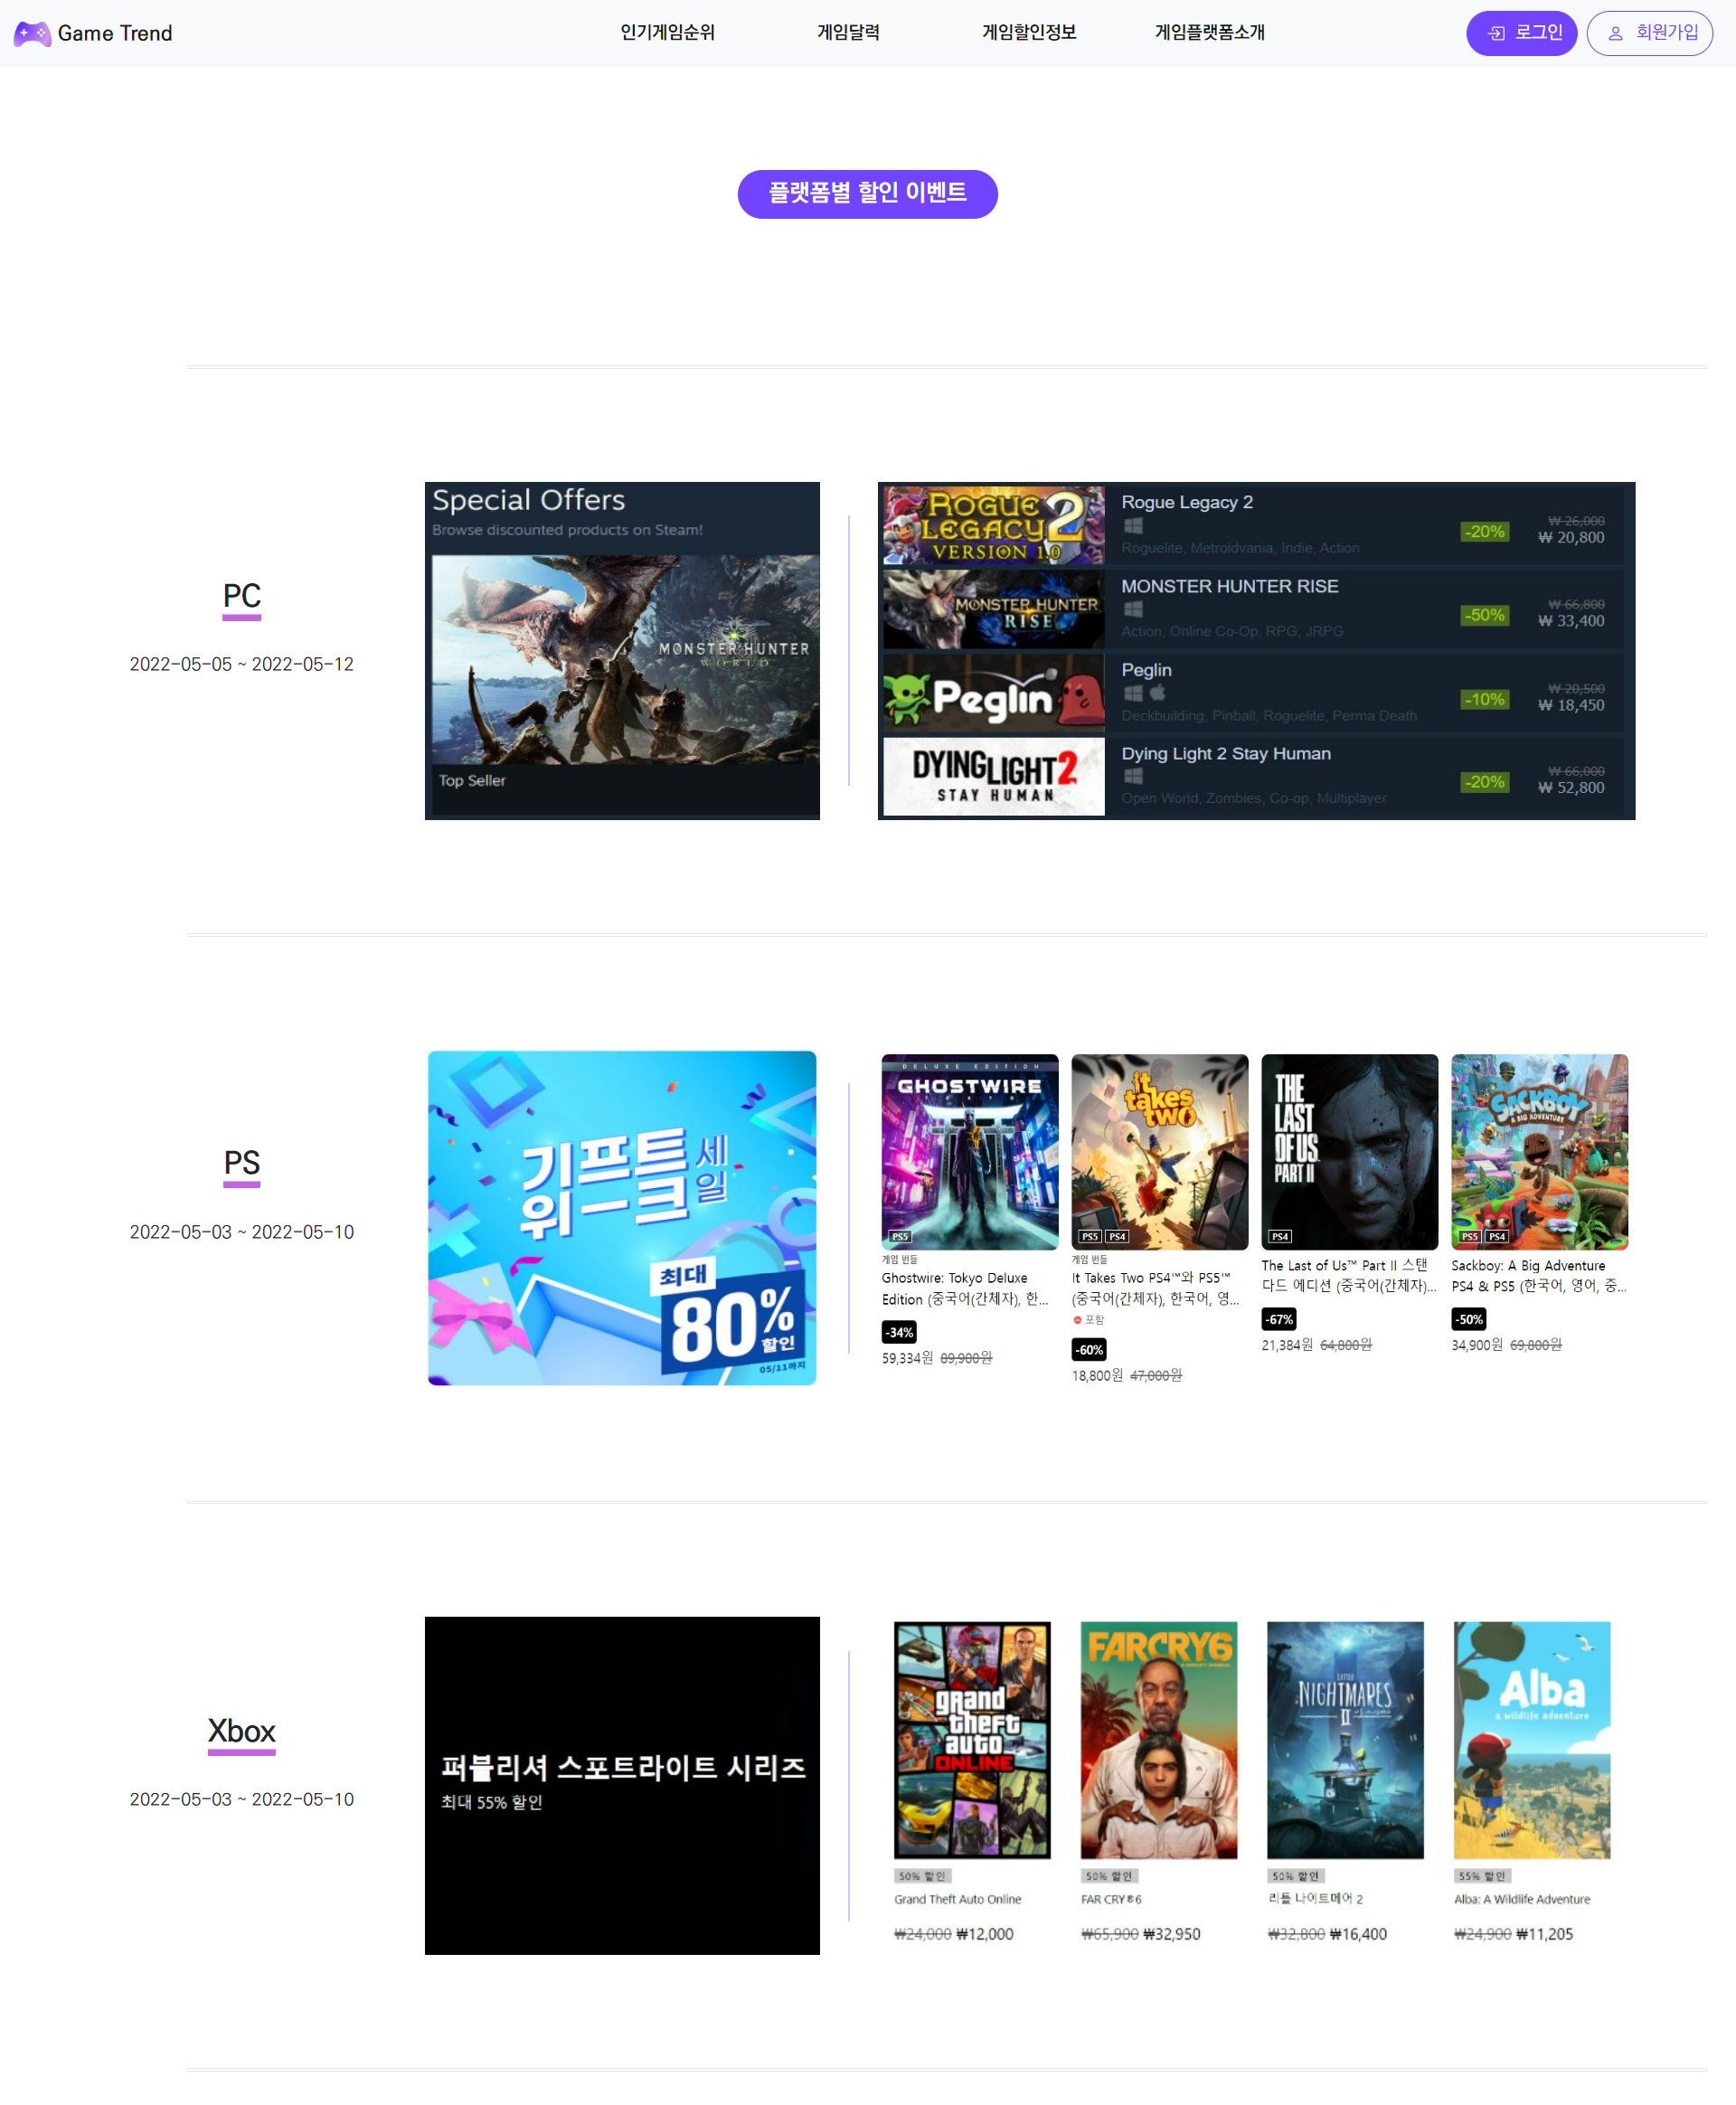 Game Trend
인기게임순위
게임달력
게임할인정보
게임플랫폼소개
로그인
회원가입
플랫폼별 할인 이벤트
PC
2022-05-05 ~ 2022-05-12
Special Offers
Browse discounted products on Steam!
MONSTER HUNTER
WORLD
Top Seller
ROGUE
LEGACY 2
VERSION 1.0
Rogue Legacy 2
Roguelite, Metroidvania, Indie, Action
-20%
₩ 26,000
₩ 20,800
MONSTER HUNTER
RISE
MONSTER HUNTER RISE
Action, Online Co-Op, RPG, JRPG
-50%
₩ 66,800
₩ 33,400
Peglin
Peglin
Deckbuilding, Pinball, Roguelite, Perma Death
-10%
₩ 20,500
₩ 18,450
DYING LIGHT 2
STAY HUMAN
Dying Light 2 Stay Human
Open World, Zombies, Co-op, Multiplayer
-20%
₩ 66,000
₩ 52,800
PS
2022-05-03 ~ 2022-05-10
기프트
위크
세일
최대
80%
할인
05/11까지
DELUXE EDITION
GHOSTWIRE
TOKYO
PS5
게임 번들
Ghostwire: Tokyo Deluxe
Edition (중국어(간체자), 한...
-34%
59,334원 89,900원
it
takes
two
PS5 PS4
게임 번들
It Takes Two PS4™와 PS5™
(중국어(간체자), 한국어, 영...
포함
-60%
18,800원 47,000원
THE
LAST
OF US
PART II
PS4
The Last of Us™ Part II 스탠
다드 에디션 (중국어(간체자)...
-67%
21,384원 64,800원
SACKBOY
A BIG ADVENTURE
PS5 PS4
Sackboy: A Big Adventure
PS4 & PS5 (한국어, 영어, 중...
-50%
34,900원 69,800원
Xbox
2022-05-03 ~ 2022-05-10
퍼블리셔 스포트라이트 시리즈
최대 55% 할인
grand
theft
auto
ONLINE
50% 할인
Grand Theft Auto Online
₩24,000 ₩12,000
FARCRY6
50% 할인
FAR CRY®6
₩65,900 ₩32,950
LITTLE
NIGHTMARES
II
50% 할인
리틀 나이트메어 2
₩32,800 ₩16,400
Alba
a wildlife adventure
55% 할인
Alba: A Wildlife Adventure
₩24,900 ₩11,205